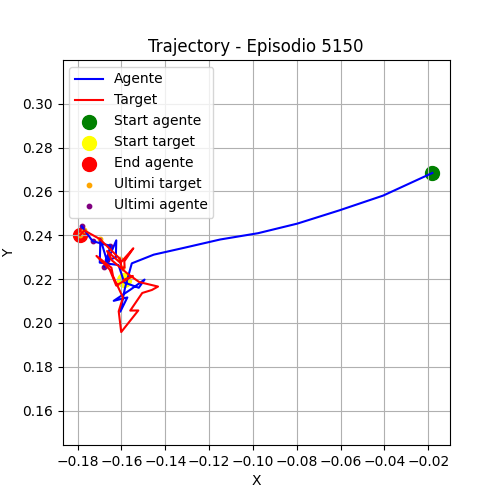 Trajectory - Episodio 5150
Agente
Target
Start agente
Start target
End agente
Ultimi target
Ultimi agente
Y
0.30
0.28
0.26
0.24
0.22
0.20
0.18
0.16
−0.18 −0.16 −0.14 −0.12 −0.10 −0.08 −0.06 −0.04 −0.02
X